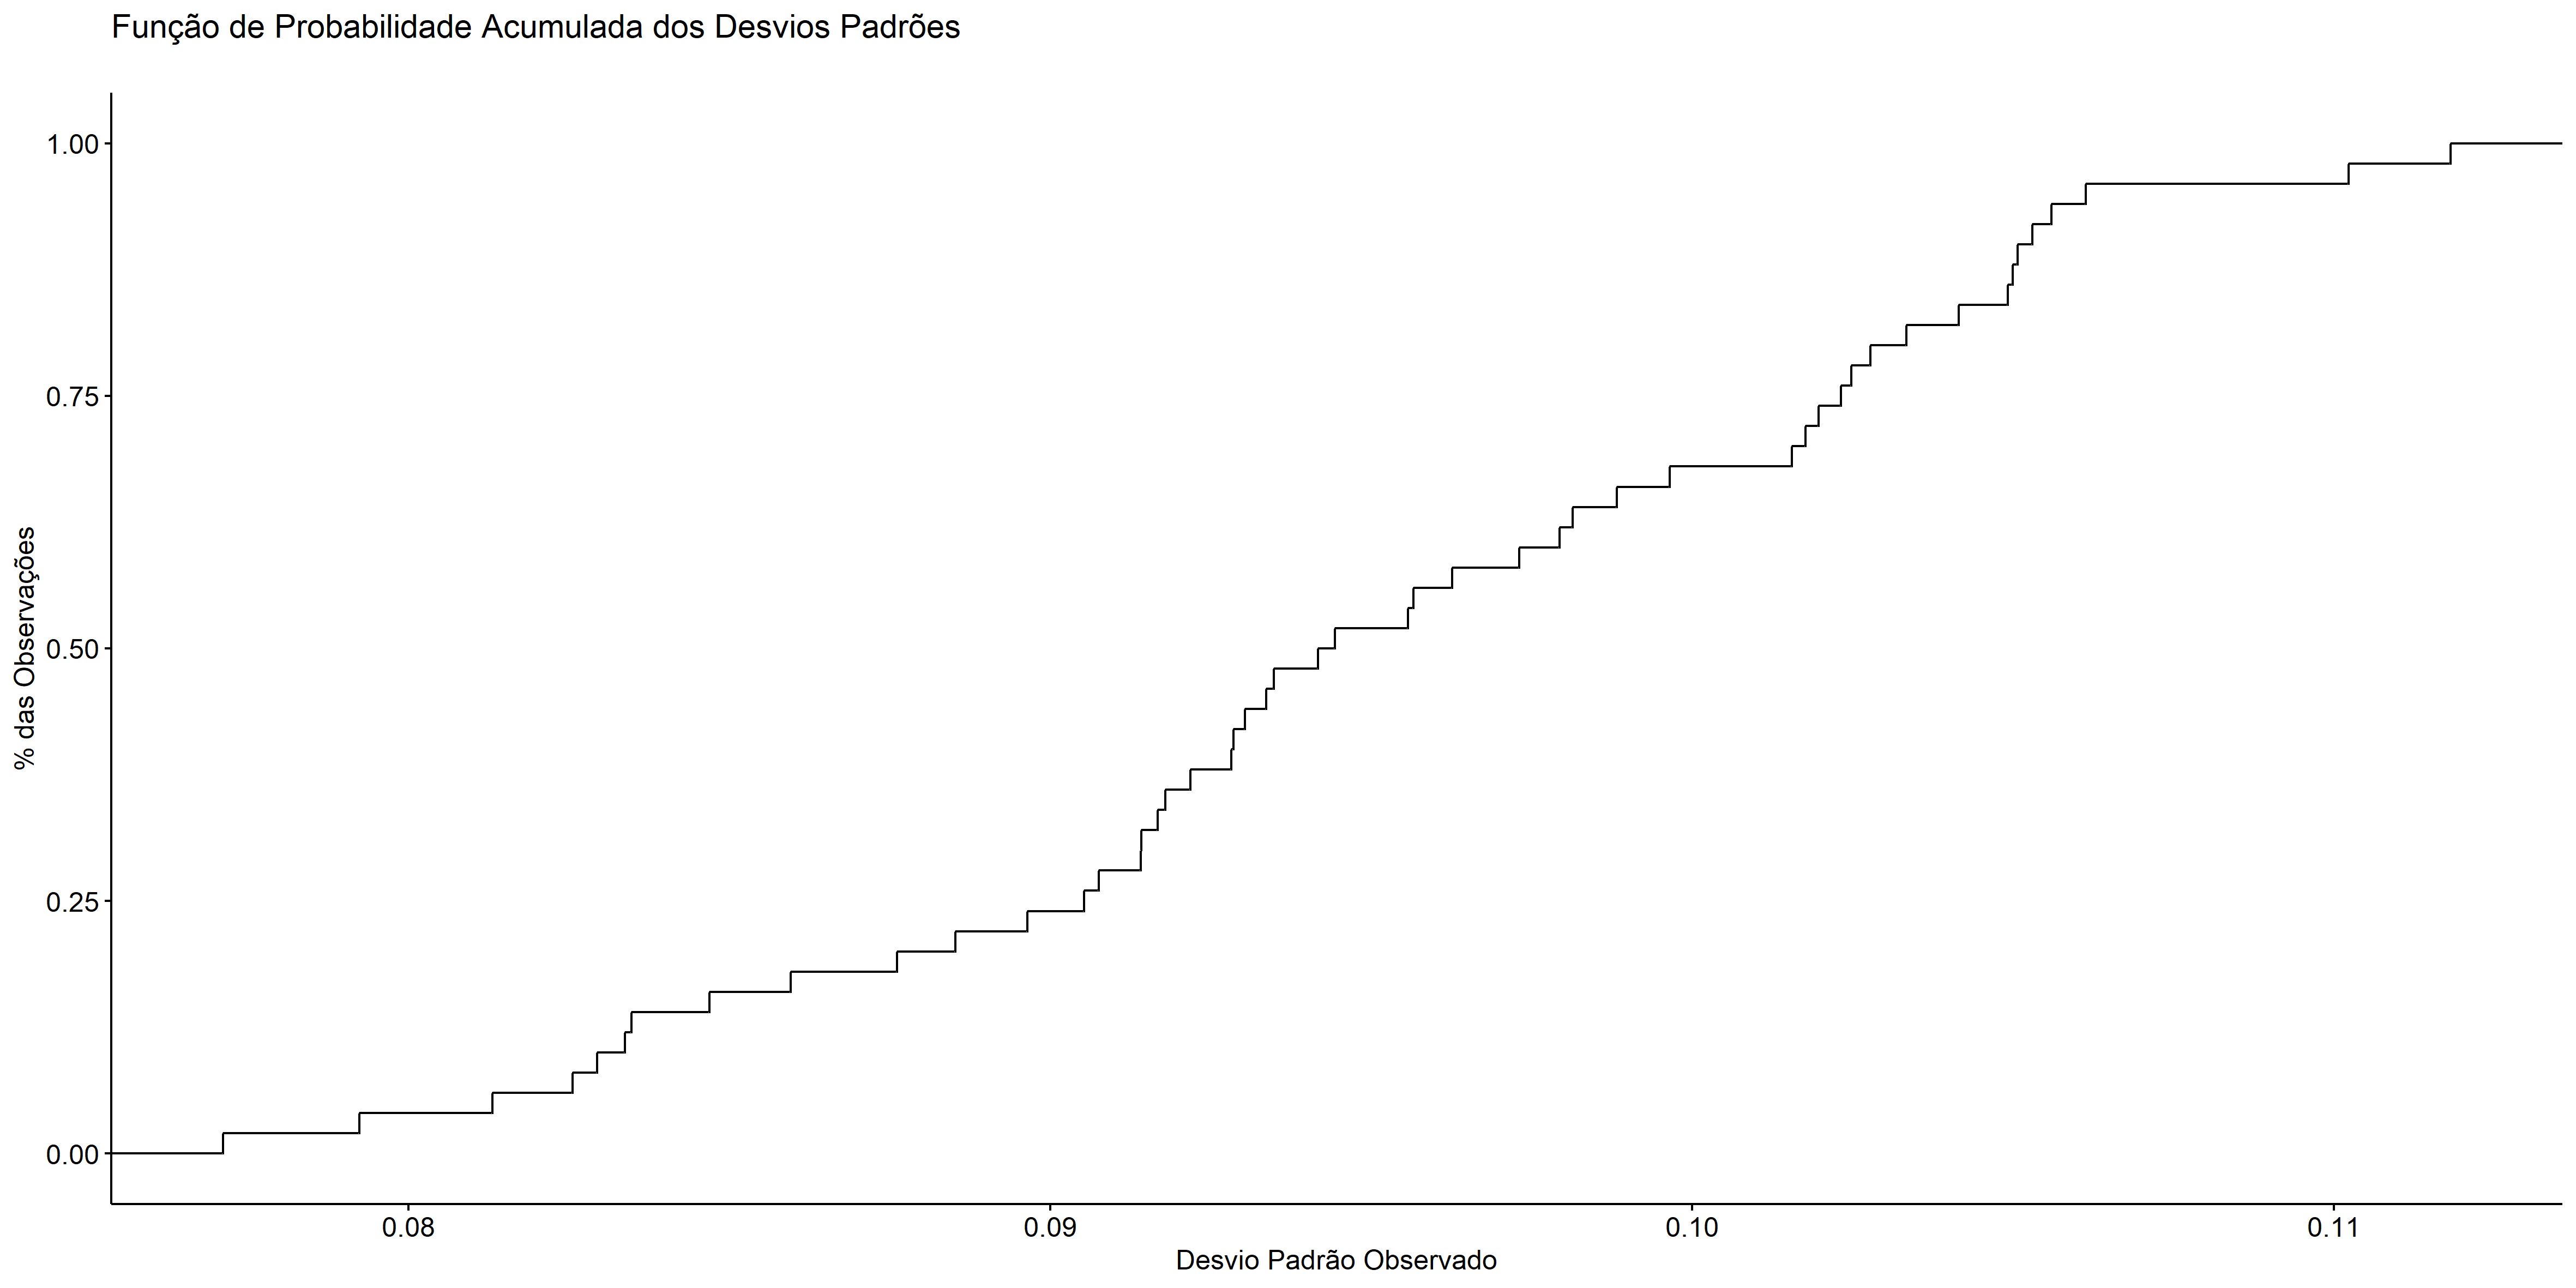 Função de Probabilidade Acumulada dos Desvios Padrões
1.00
0.75
0.50
0.25
0.00
% das Observações
0.08 0.09 0.10 0.11
Desvio Padrão Observado